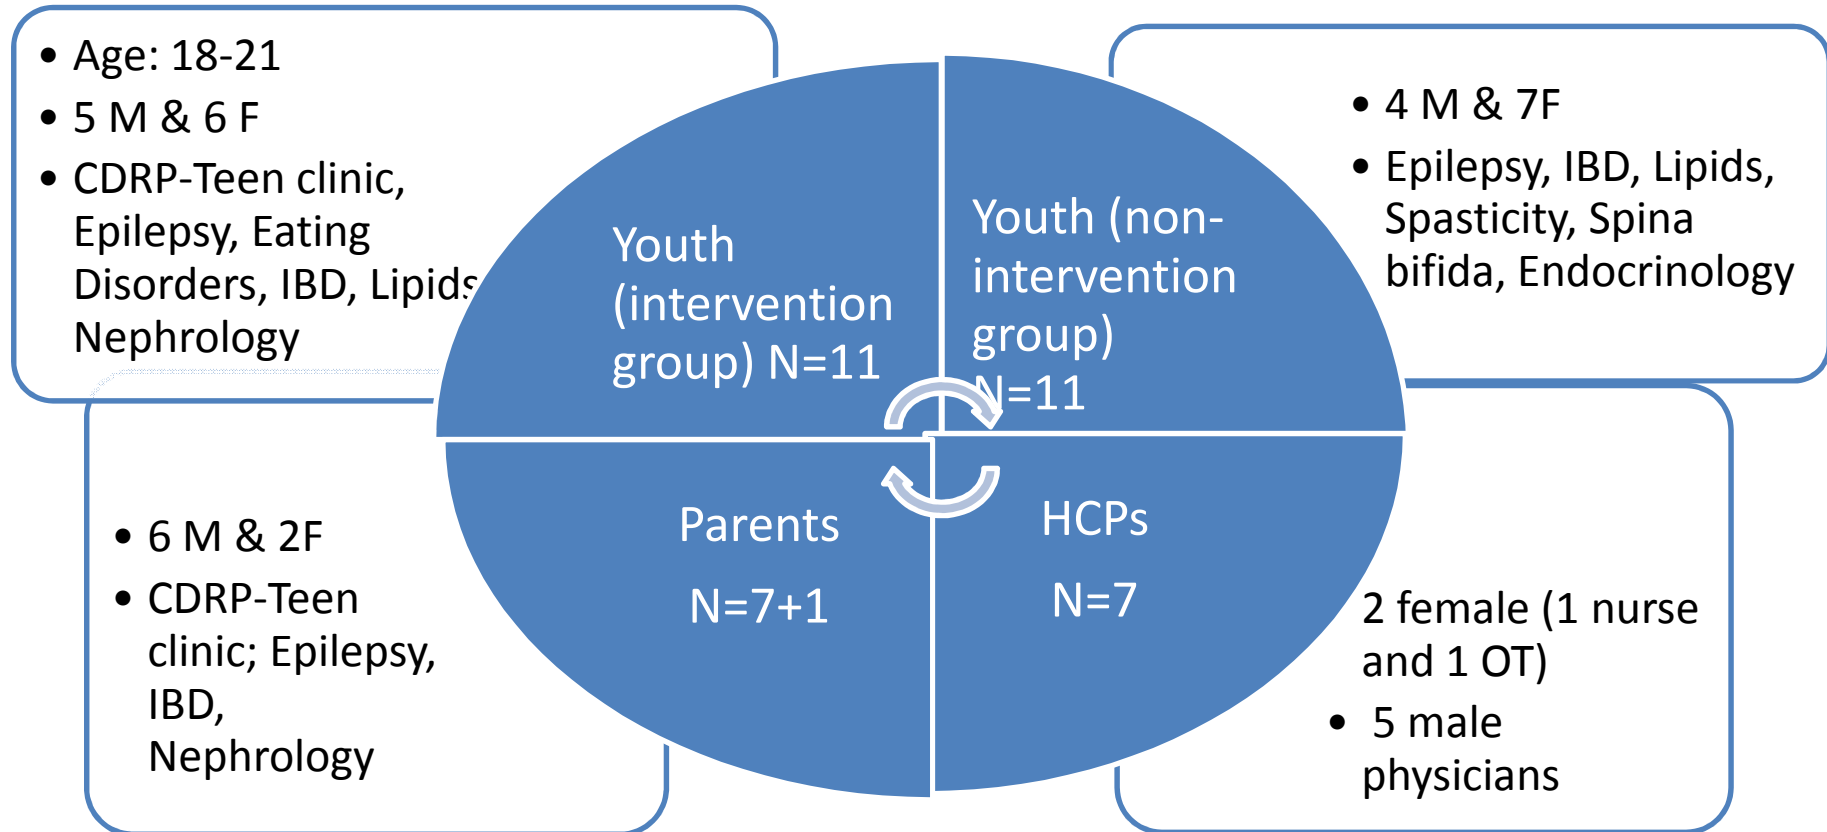 • Age: 18-21
• 5 M & 6 F
• CDRP-Teen clinic,
Epilepsy, Eating
Disorders, IBD, Lipids
Nephrology
Youth
(intervention
group) N=11
Youth (non-
intervention
group)
N=11
• 4 M & 7F
• Epilepsy, IBD, Lipids,
Spasticity, Spina
bifida, Endocrinology
• 6 M & 2F
• CDRP-Teen
clinic; Epilepsy,
IBD,
Nephrology
Parents
N=7+1
HCPs
N=7
2 female (1 nurse
and 1 OT)
• 5 male
physicians